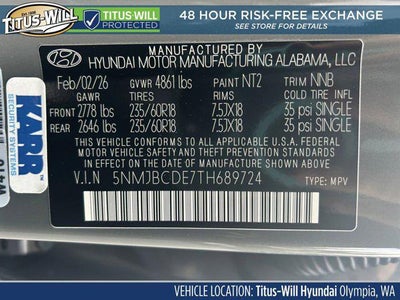 TITUS-WILL
TITUS-WILL
PROTECTED
48 HOUR RISK-FREE EXCHANGE
...SEE DEALER FOR DETAILS
MANUFACTURED BY
HYUNDAI MOTOR MANUFACTURING ALABAMA, LLC
Feb/02/26 GVWR 4861 lbs PAINT NT2 TRIM NNB
GAWR TIRES RIMS COLD TIRE INFL
FRONT 2778 lbs 235/60R18 7.5JX18 35 psi SINGLE
REAR 2646 lbs 235/60R18 7.5JX18 35 psi SINGLE
THIS VEHICLE CONFORMS TO ALL APPLICABLE U.S.A. FEDERAL
MOTOR VEHICLE SAFETY, BUMPER, AND THEFT PREVENTION
STANDARDS IN EFFECT ON THE DATE OF MANUFACTURE SHOWN ABOVE.
V.I.N 5NMJBCDE7TH689724 TYPE: MPV
KARR
SECURITY SYSTEMS
VEHICLE LOCATION: Titus-Will Hyundai Olympia, WA